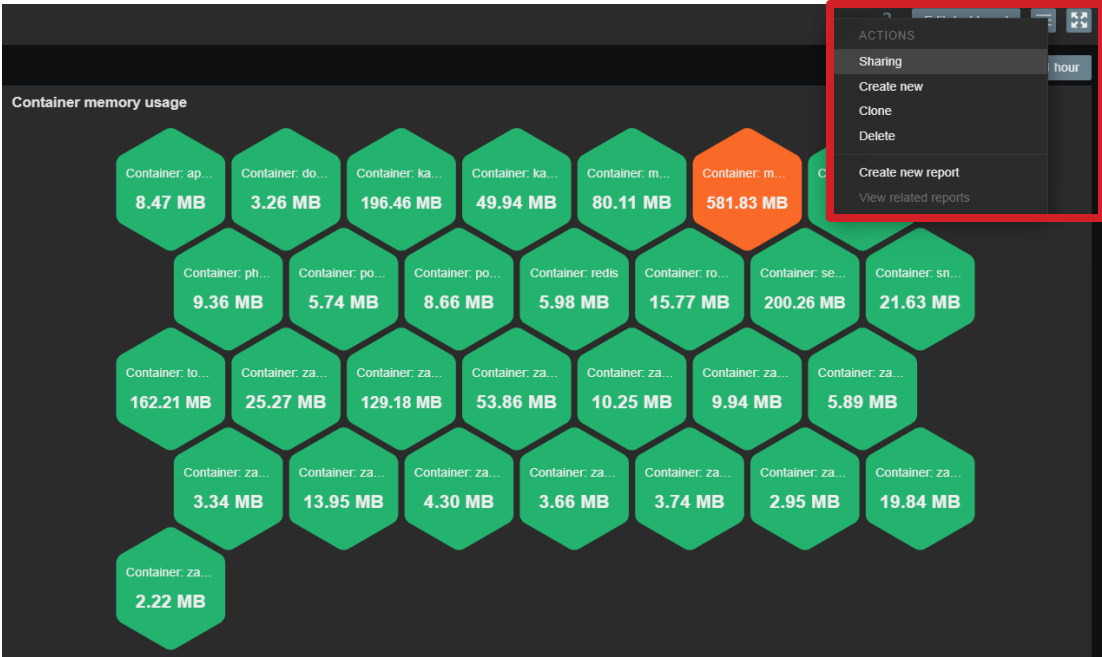 ACTIONS
Sharing
hour
Create new
Container memory usage
Clone
Delete
Create new report
View related reports
Container: ap...
Container: do...
Container: ka...
Container: ka...
Container: m...
Container: m...
8.47 MB
3.26 MB
196.46 MB
49.94 MB
80.11 MB
581.83 MB
Container: ph...
Container: po...
Container: po...
Container: redis
Container: ro...
Container: se...
Container: sn...
9.36 MB
5.74 MB
8.66 MB
5.98 MB
15.77 MB
200.26 MB
21.63 MB
Container: to...
Container: za...
Container: za...
Container: za...
Container: za...
Container: za...
Container: za...
162.21 MB
25.27 MB
129.18 MB
53.86 MB
10.25 MB
9.94 MB
5.89 MB
Container: za...
Container: za...
Container: za...
Container: za...
Container: za...
Container: za...
Container: za...
3.34 MB
13.95 MB
4.30 MB
3.66 MB
3.74 MB
2.95 MB
19.84 MB
Container: za...
2.22 MB